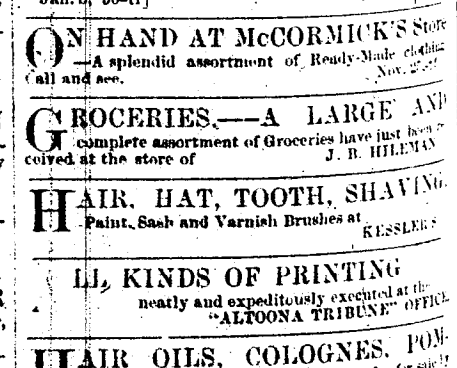 ON HAND AT McCORMICK'S Store
—A splendid assortment of Ready-Made clothing
Call and see.
GROCERIES.—A LARGE AND
complete assortment of Groceries have just been re
ceived at the store of J. B. HILEMAN
HAIR, HAT, TOOTH, SHAVING,
Paint, Sash and Varnish Brushes at
KESSLER'S
LL KINDS OF PRINTING
neatly and expeditously executed at the
"ALTOONA TRIBUNE" OFFICE
HAIR OILS, COLOGNES, POM-